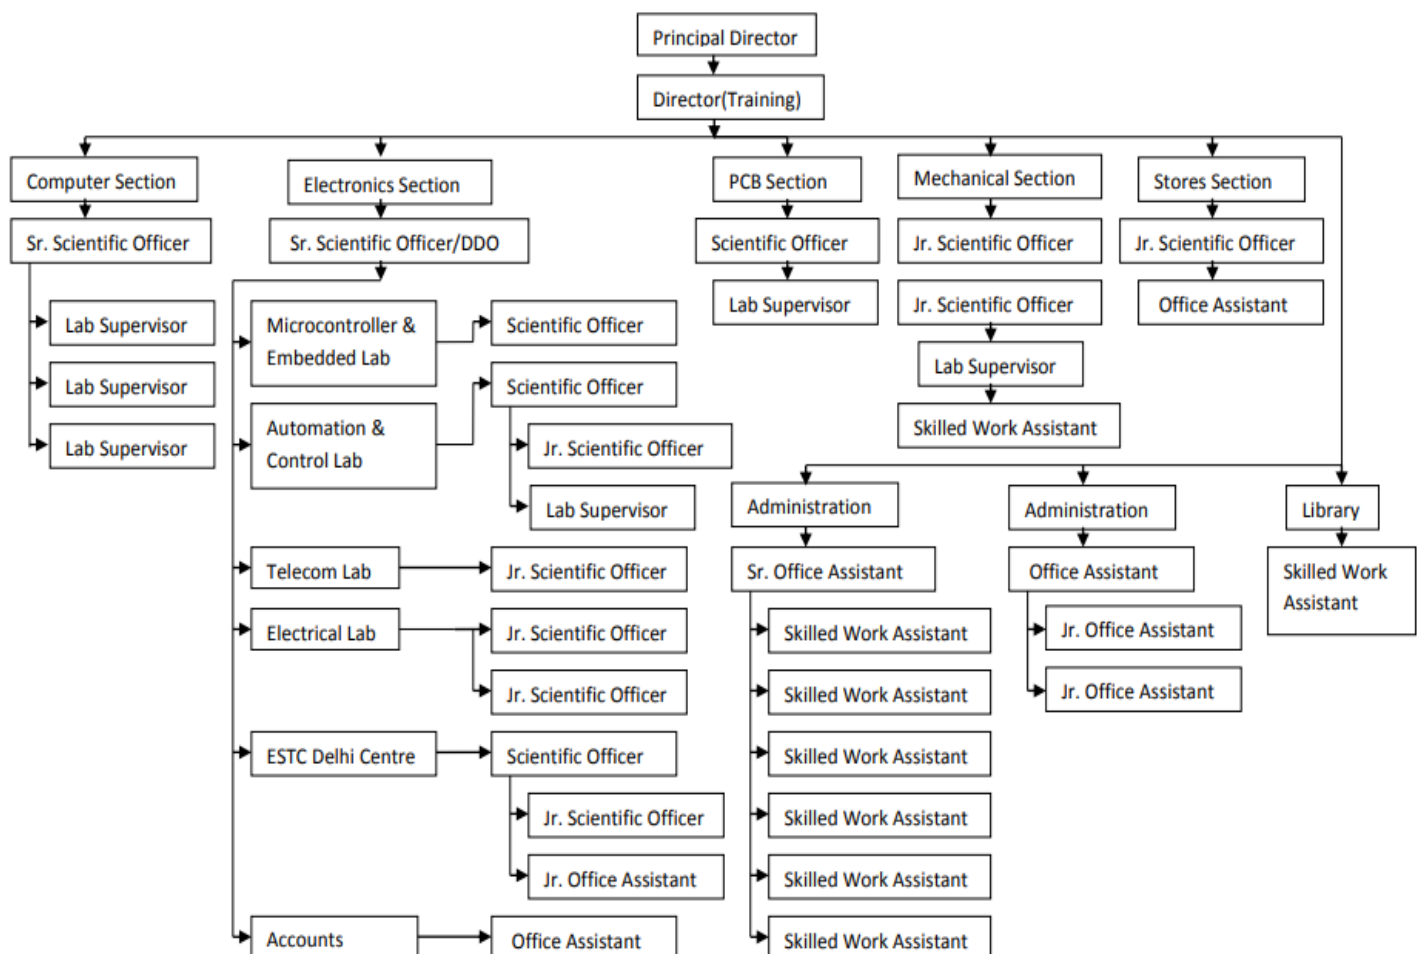 Principal Director
Director(Training)
Computer Section
Sr. Scientific Officer
Lab Supervisor
Lab Supervisor
Lab Supervisor
Electronics Section
Sr. Scientific Officer/DDO
Microcontroller &
Embedded Lab
Scientific Officer
Automation &
Control Lab
Scientific Officer
Jr. Scientific Officer
Lab Supervisor
Telecom Lab
Jr. Scientific Officer
Electrical Lab
Jr. Scientific Officer
Jr. Scientific Officer
ESTC Delhi Centre
Scientific Officer
Jr. Scientific Officer
Jr. Office Assistant
Accounts
Office Assistant
PCB Section
Scientific Officer
Lab Supervisor
Mechanical Section
Jr. Scientific Officer
Jr. Scientific Officer
Lab Supervisor
Skilled Work Assistant
Stores Section
Jr. Scientific Officer
Office Assistant
Administration
Sr. Office Assistant
Skilled Work Assistant
Skilled Work Assistant
Skilled Work Assistant
Skilled Work Assistant
Skilled Work Assistant
Skilled Work Assistant
Administration
Office Assistant
Jr. Office Assistant
Jr. Office Assistant
Library
Skilled Work
Assistant